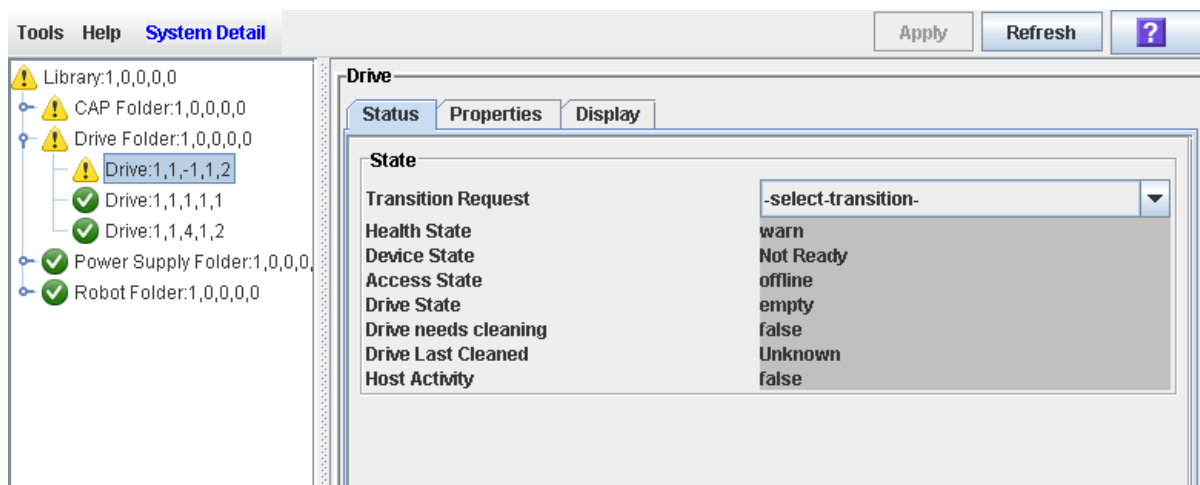 Tools Help System Detail Apply Refresh ?
Library:1,0,0,0,0
CAP Folder:1,0,0,0,0
Drive Folder:1,0,0,0,0
Drive:1,1,-1,1,2
Drive:1,1,1,1,1
Drive:1,1,4,1,2
Power Supply Folder:1,0,0,0,
Robot Folder:1,0,0,0,0
Drive
Status Properties Display
State
Transition Request -select-transition-
Health State warn
Device State Not Ready
Access State offline
Drive State empty
Drive needs cleaning false
Drive Last Cleaned Unknown
Host Activity false